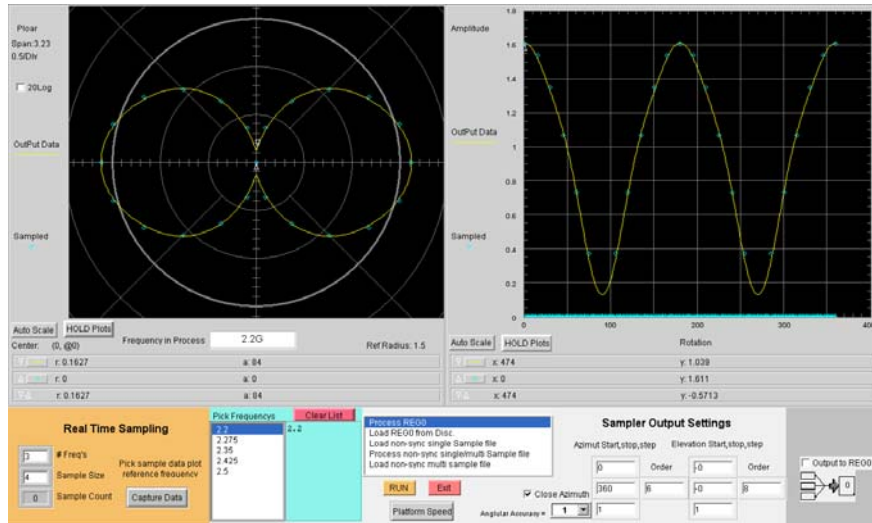 Ploar
Span:3.23
0.5/Div
20Log
OutPut Data
Sampled
Auto Scale
HOLD Plots
Center: (0, @0)
Frequency in Process
2.2G
Ref Radius: 1.5
r: 0.1627 a: 84
r: 0 a: 0
r: 0.1627 a: 84
Amplitude
OutPut Data
Sampled
1.8
1.6
1.4
1.2
1
0.8
0.6
0.4
0.2
0
0 100 200 300 400
Auto Scale
HOLD Plots
Rotation
x: 474 y: 1.039
x: 0 y: 1.611
x: 474 y: -0.5713
Real Time Sampling
3 # Freq's
4 Sample Size
0 Sample Count
Pick sample data plot
reference frequency
Capture Data
Pick Frequencys
Clear List
2.2
2.275
2.35
2.425
2.5
2.2
Process REG0
Load REG0 from Disc.
Load non-sync single Sample file
Process non-sync single/multi Sample file
Load non-sync multi sample file
RUN
Exit
Platform Speed
Close Azimuth
Anglular Accuracy = 1
Sampler Output Settings
Azimut Start,stop,step Elevation Start,stop,step
0 Order -0 Order
360 6 -0 8
1 1
Output to REG0
0